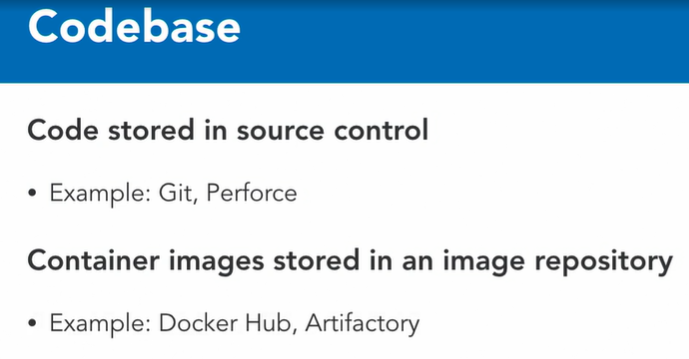 Codebase
Code stored in source control
• Example: Git, Perforce
Container images stored in an image repository
• Example: Docker Hub, Artifactory